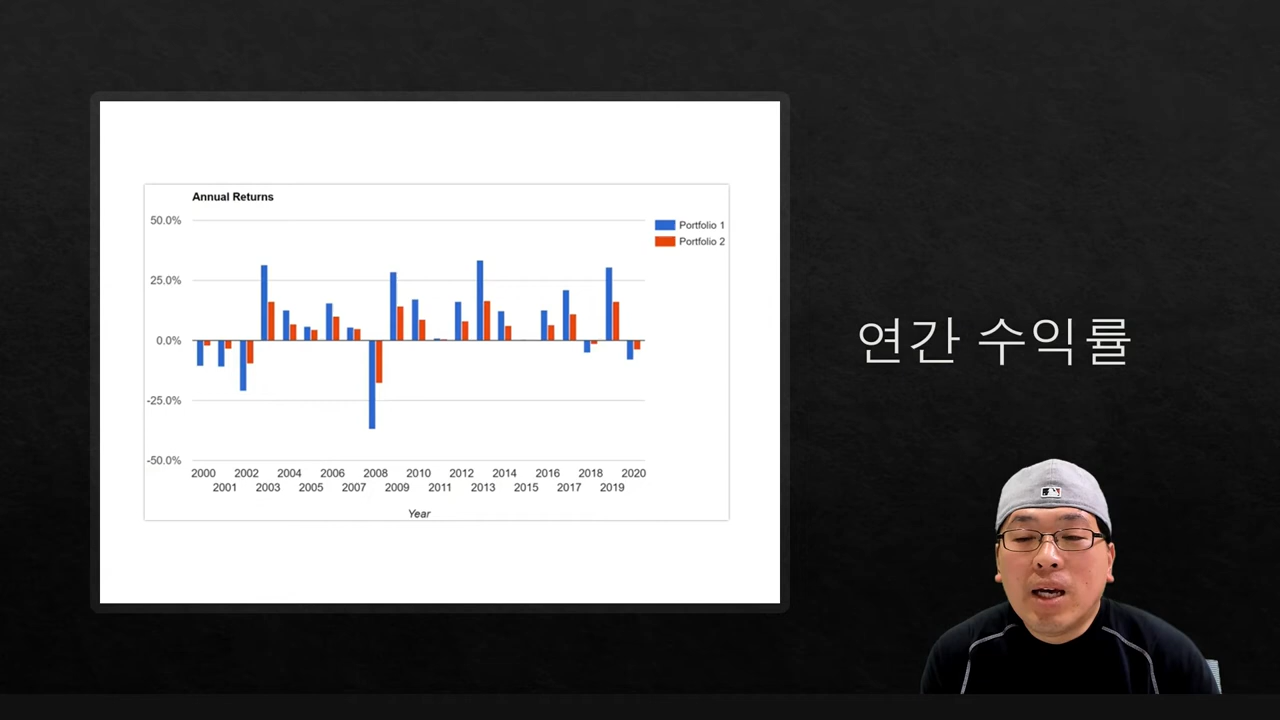 Annual Returns
50.0%
25.0%
0.0%
-25.0%
-50.0%
Portfolio 1
Portfolio 2
2000 2002 2004 2006 2008 2010 2012 2014 2016 2018 2020
2001 2003 2005 2007 2009 2011 2013 2015 2017 2019
Year
연간 수익률